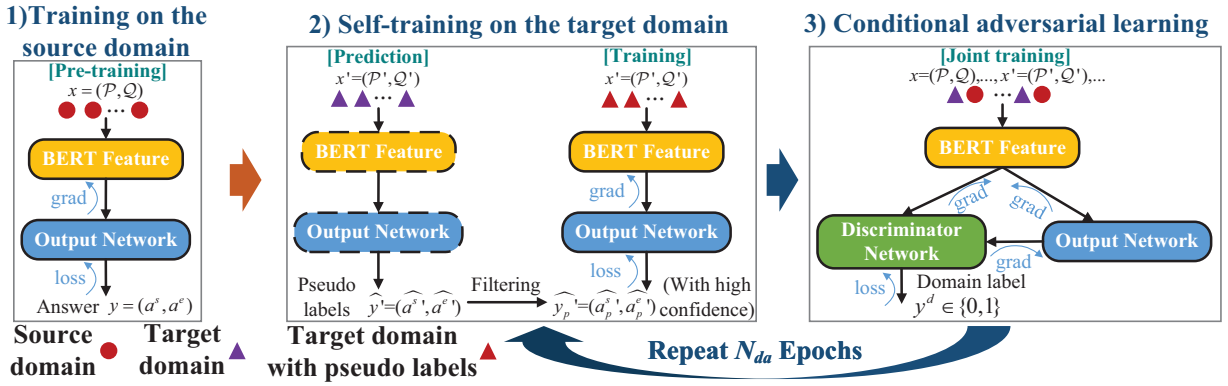 1)Training on the source domain
[Pre-training]
x = (P,Q)
...
BERT Feature
grad
Output Network
loss
Answer y = (a^s, a^e)
2) Self-training on the target domain
[Prediction]
x'=(P',Q')
...
BERT Feature
Output Network
Pseudo labels
ŷ'=(â^s', â^e')
Filtering
[Training]
x'=(P',Q')
...
BERT Feature
grad
Output Network
loss
ŷ_p'=(â_p^s', â_p^e')
(With high confidence)
3) Conditional adversarial learning
[Joint training]
x=(P,Q),..., x'=(P',Q'),...
...
BERT Feature
grad
grad
Discriminator Network
Output Network
grad
loss
Domain label
y^d ∈ {0,1}
Source domain
Target domain
Target domain with pseudo labels
Repeat N_da Epochs